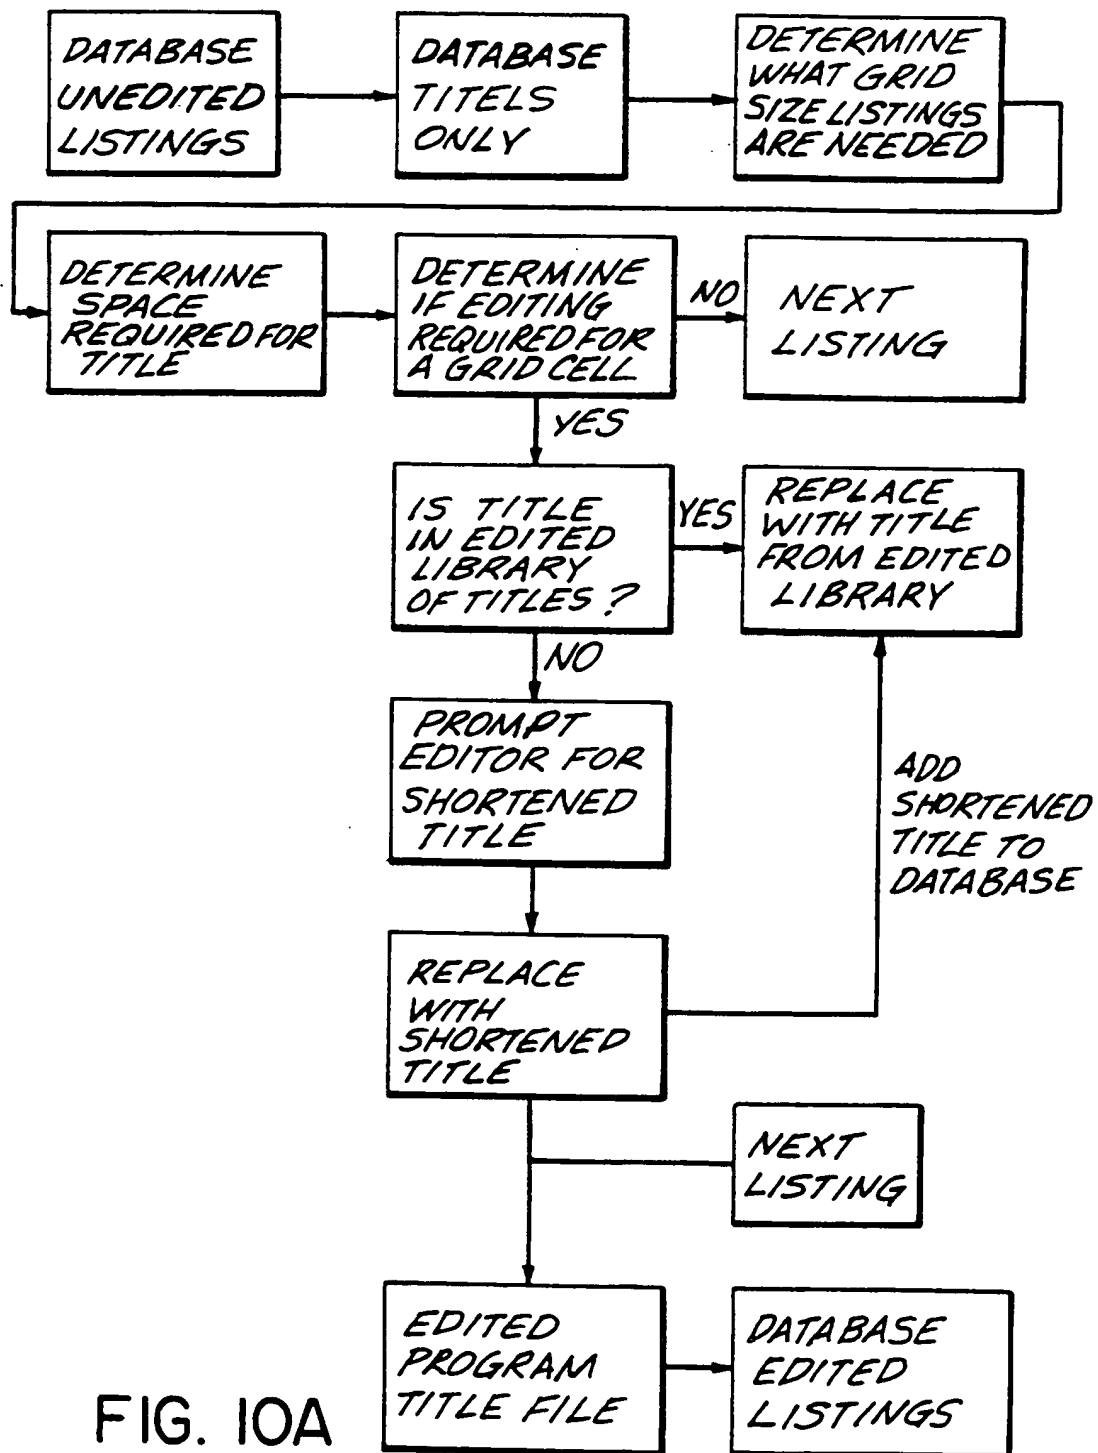 DATABASE
UNEDITED
LISTINGS
DATABASE
TITELS
ONLY
DETERMINE
WHAT GRID
SIZE LISTINGS
ARE NEEDED
DETERMINE
SPACE
REQUIRED FOR
TITLE
DETERMINE
IF EDITING
REQUIRED FOR
A GRID CELL
NO
NEXT
LISTING
YES
IS TITLE
IN EDITED
LIBRARY
OF TITLES?
YES
REPLACE
WITH TITLE
FROM EDITED
LIBRARY
NO
PROMPT
EDITOR FOR
SHORTENED
TITLE
ADD
SHORTENED
TITLE TO
DATABASE
REPLACE
WITH
SHORTENED
TITLE
NEXT
LISTING
EDITED
PROGRAM
TITLE FILE
DATABASE
EDITED
LISTINGS
FIG. 10A